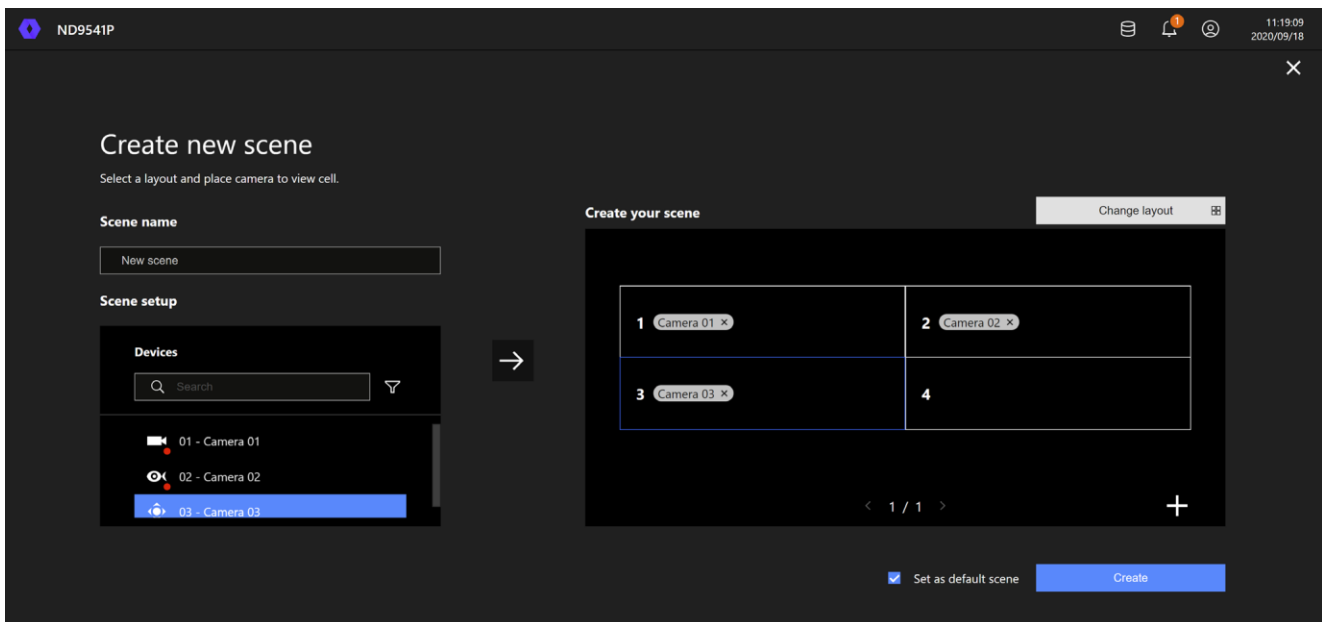 ND9541P
1
11:19:09
2020/09/18
Create new scene
Select a layout and place camera to view cell.
Scene name
New scene
Scene setup
Devices
Search
01 - Camera 01
02 - Camera 02
03 - Camera 03
Create your scene
Change layout
1 Camera 01 ×
2 Camera 02 ×
3 Camera 03 ×
4
< 1 / 1 >
Set as default scene
Create